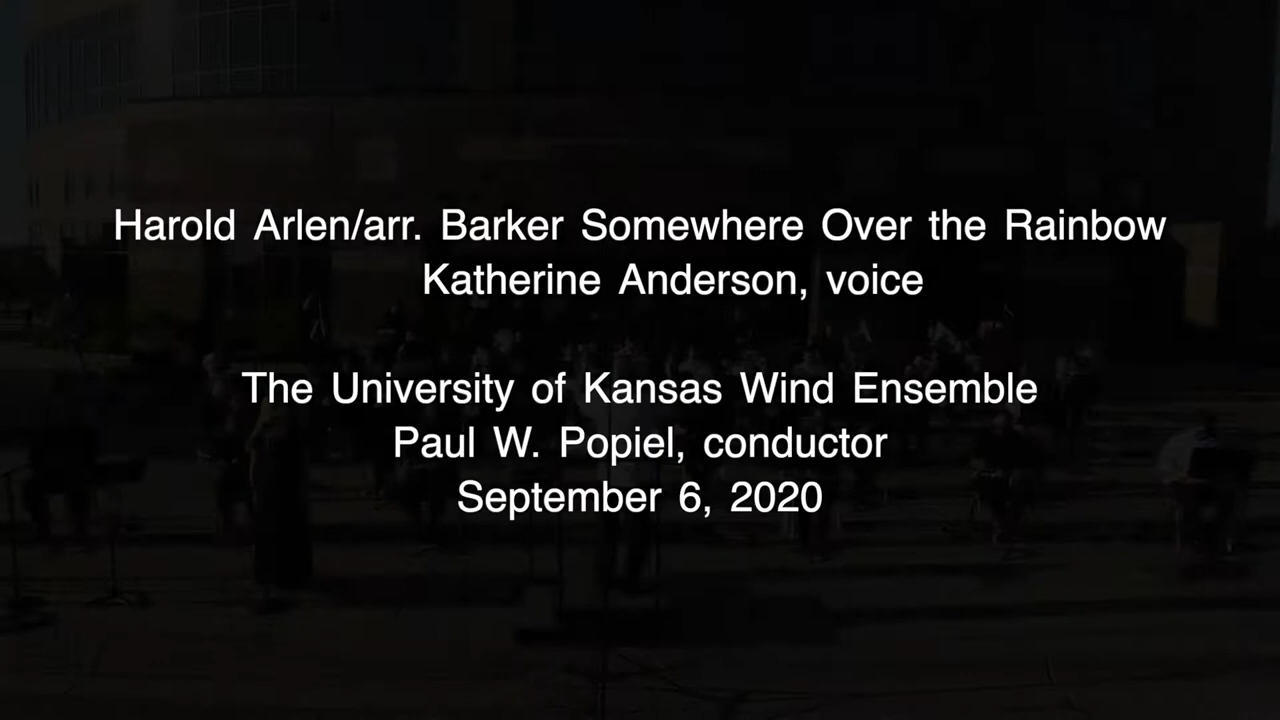 Harold Arlen/arr. Barker Somewhere Over the Rainbow
Katherine Anderson, voice
The University of Kansas Wind Ensemble
Paul W. Popiel, conductor
September 6, 2020